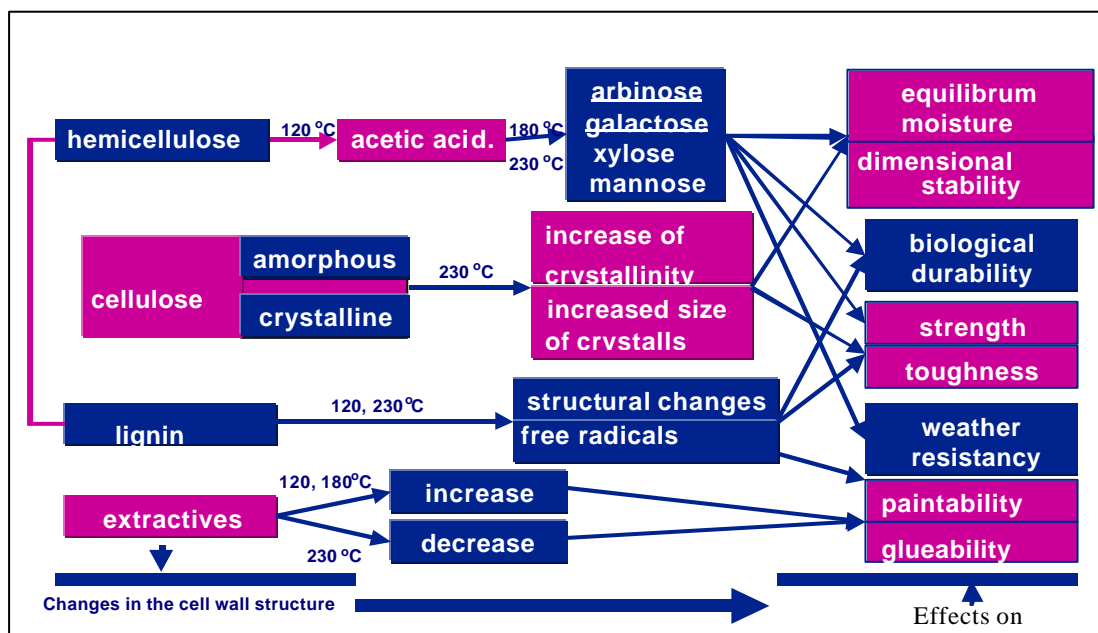 hemicellulose
120 °C
acetic acid.
180 °C
230 °C
arbinose
galactose
xylose
mannose
equilibrum
moisture
dimensional
stability
cellulose
amorphous
crystalline
230 °C
increase of
crystallinity
increased size
of crystalls
biological
durability
strength
toughness
lignin
120, 230°C
structural changes
free radicals
weather
resistancy
extractives
120, 180°C
increase
230 °C
decrease
paintability
glueability
Changes in the cell wall structure
Effects on